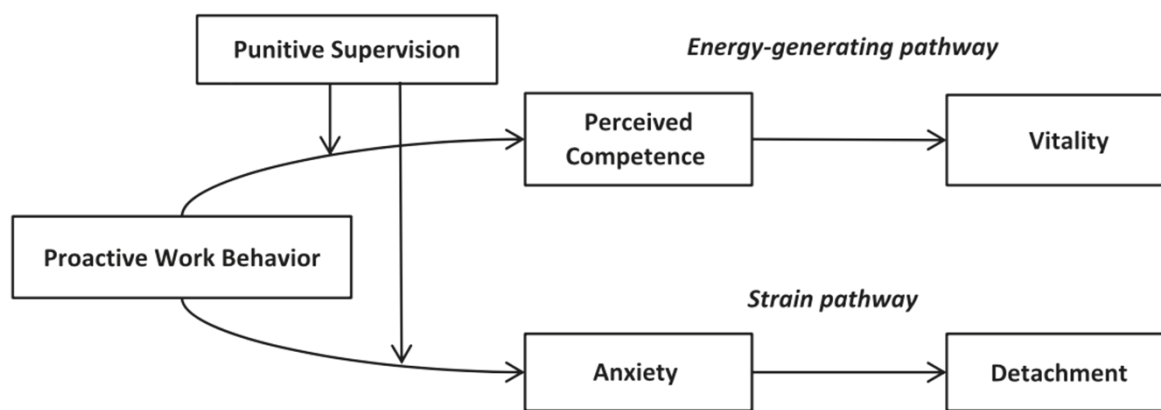 Punitive Supervision
Energy-generating pathway
Perceived
Competence
Vitality
Proactive Work Behavior
Strain pathway
Anxiety
Detachment